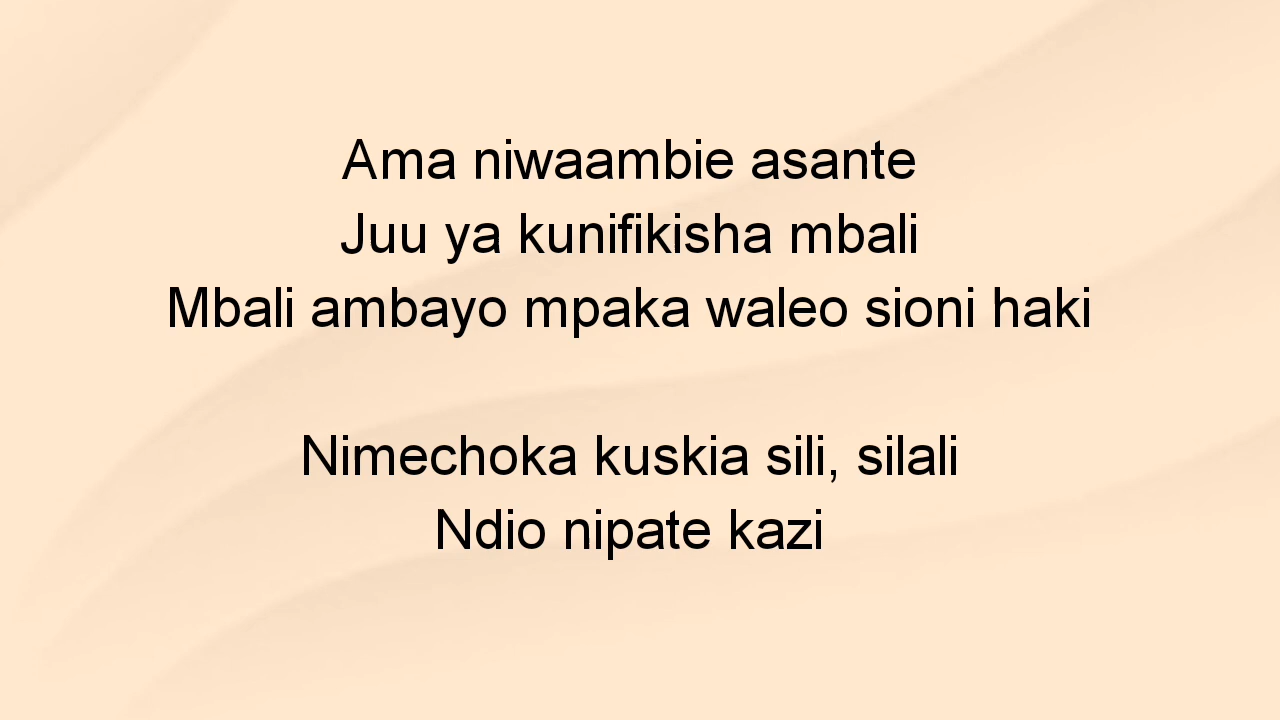 Ama niwaambie asante
Juu ya kunifikisha mbali
Mbali ambayo mpaka waleo sioni haki
Nimechoka kuskia sili, silali
Ndio nipate kazi